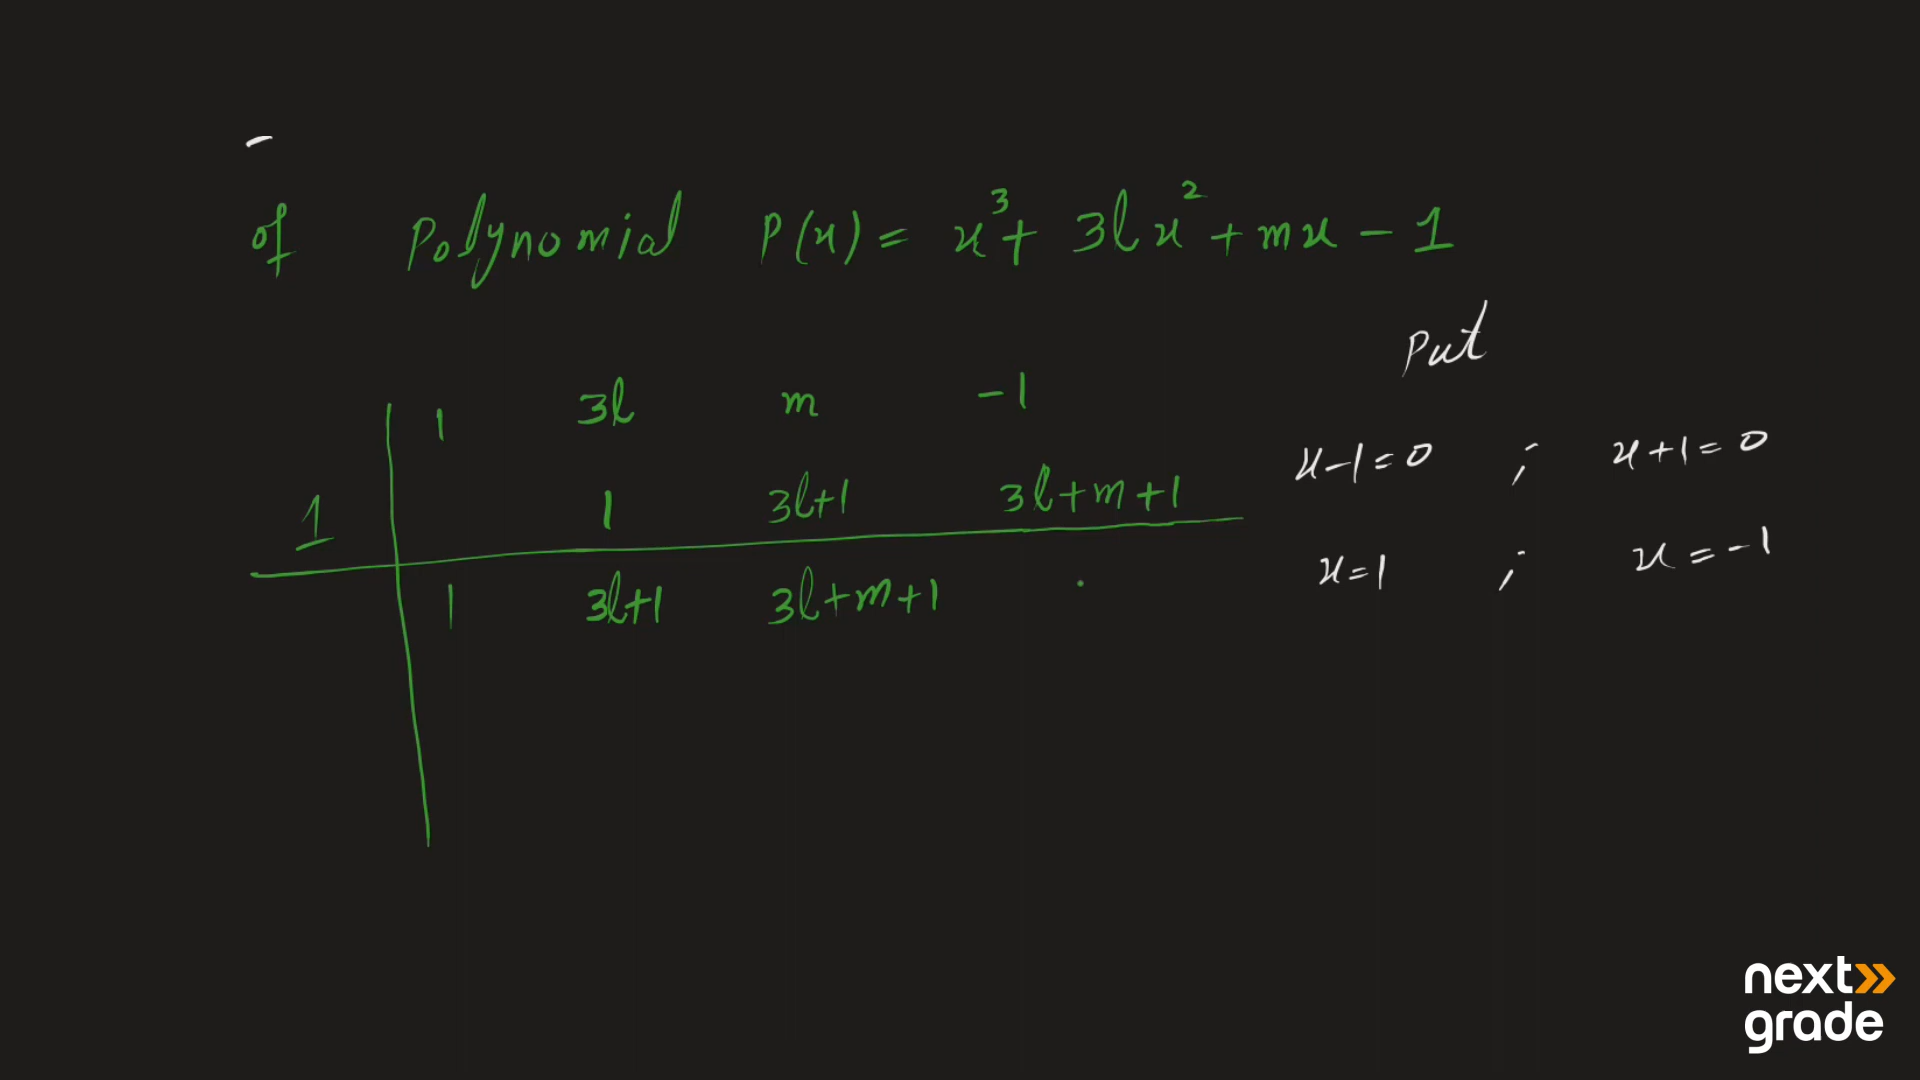 of Polynomial P(x) = x³ + 3lx² + mx - 1
Put
1 3l m -1
x-1=0 ; x+1=0
1 1 3l+1 3l+m+1
x=1 ; x=-1
1 3l+1 3l+m+1
next
grade